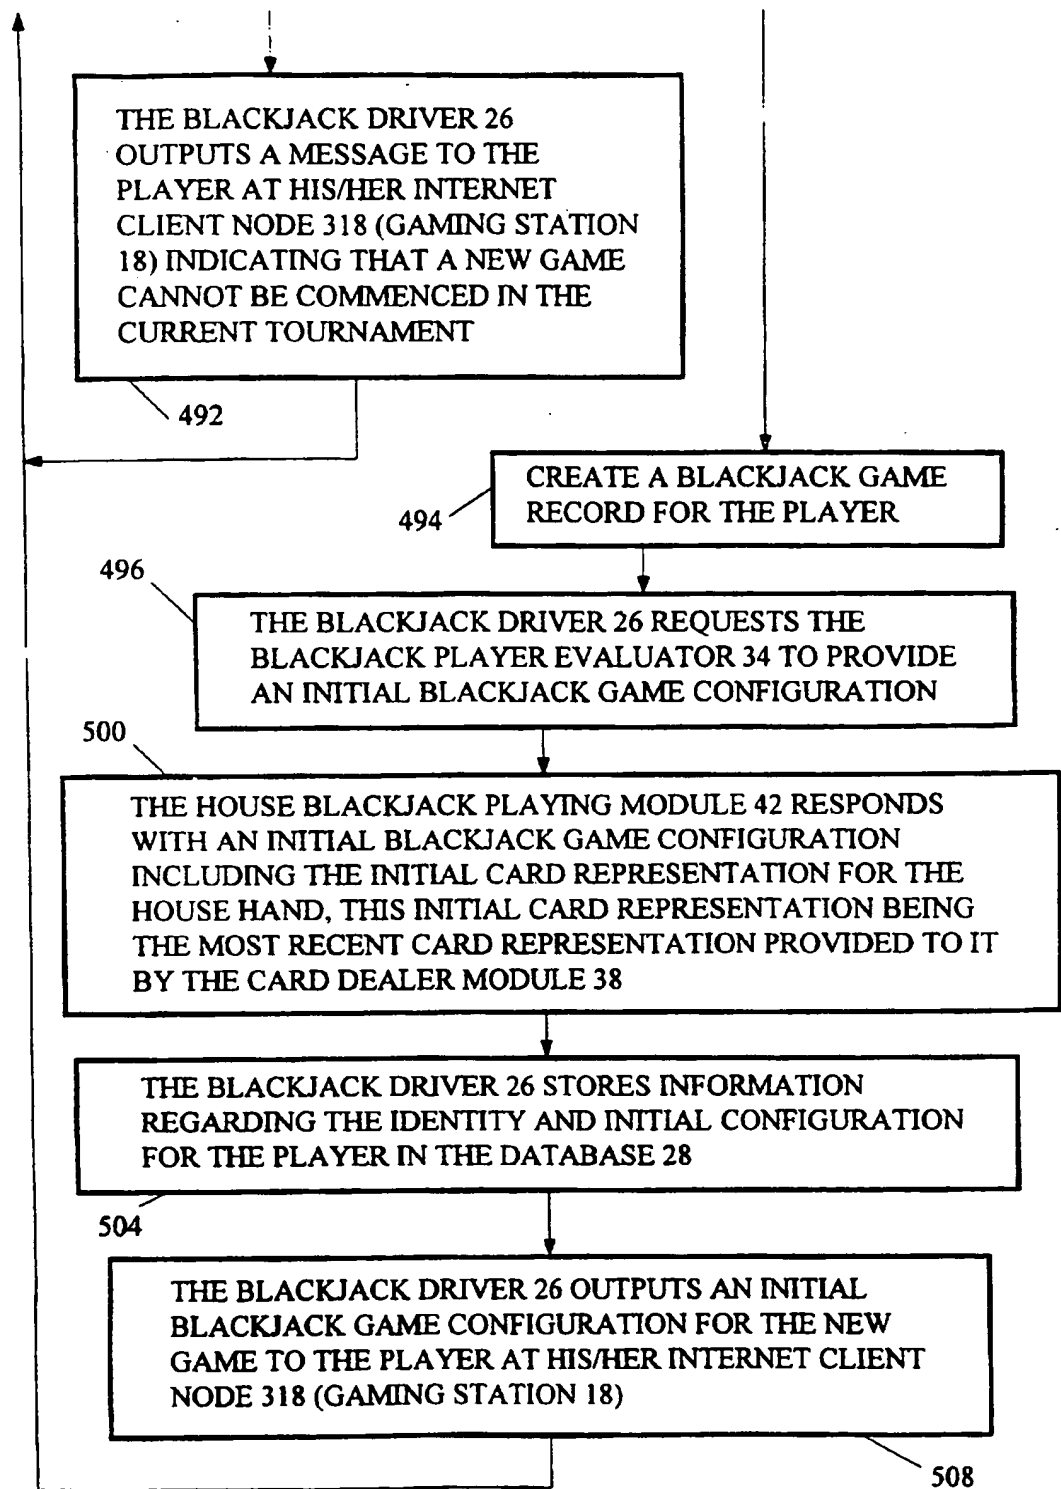 THE BLACKJACK DRIVER 26
OUTPUTS A MESSAGE TO THE
PLAYER AT HIS/HER INTERNET
CLIENT NODE 318 (GAMING STATION
18) INDICATING THAT A NEW GAME
CANNOT BE COMMENCED IN THE
CURRENT TOURNAMENT
492
CREATE A BLACKJACK GAME
RECORD FOR THE PLAYER
494
496
THE BLACKJACK DRIVER 26 REQUESTS THE
BLACKJACK PLAYER EVALUATOR 34 TO PROVIDE
AN INITIAL BLACKJACK GAME CONFIGURATION
500
THE HOUSE BLACKJACK PLAYING MODULE 42 RESPONDS
WITH AN INITIAL BLACKJACK GAME CONFIGURATION
INCLUDING THE INITIAL CARD REPRESENTATION FOR THE
HOUSE HAND, THIS INITIAL CARD REPRESENTATION BEING
THE MOST RECENT CARD REPRESENTATION PROVIDED TO IT
BY THE CARD DEALER MODULE 38
THE BLACKJACK DRIVER 26 STORES INFORMATION
REGARDING THE IDENTITY AND INITIAL CONFIGURATION
FOR THE PLAYER IN THE DATABASE 28
504
THE BLACKJACK DRIVER 26 OUTPUTS AN INITIAL
BLACKJACK GAME CONFIGURATION FOR THE NEW
GAME TO THE PLAYER AT HIS/HER INTERNET CLIENT
NODE 318 (GAMING STATION 18)
508